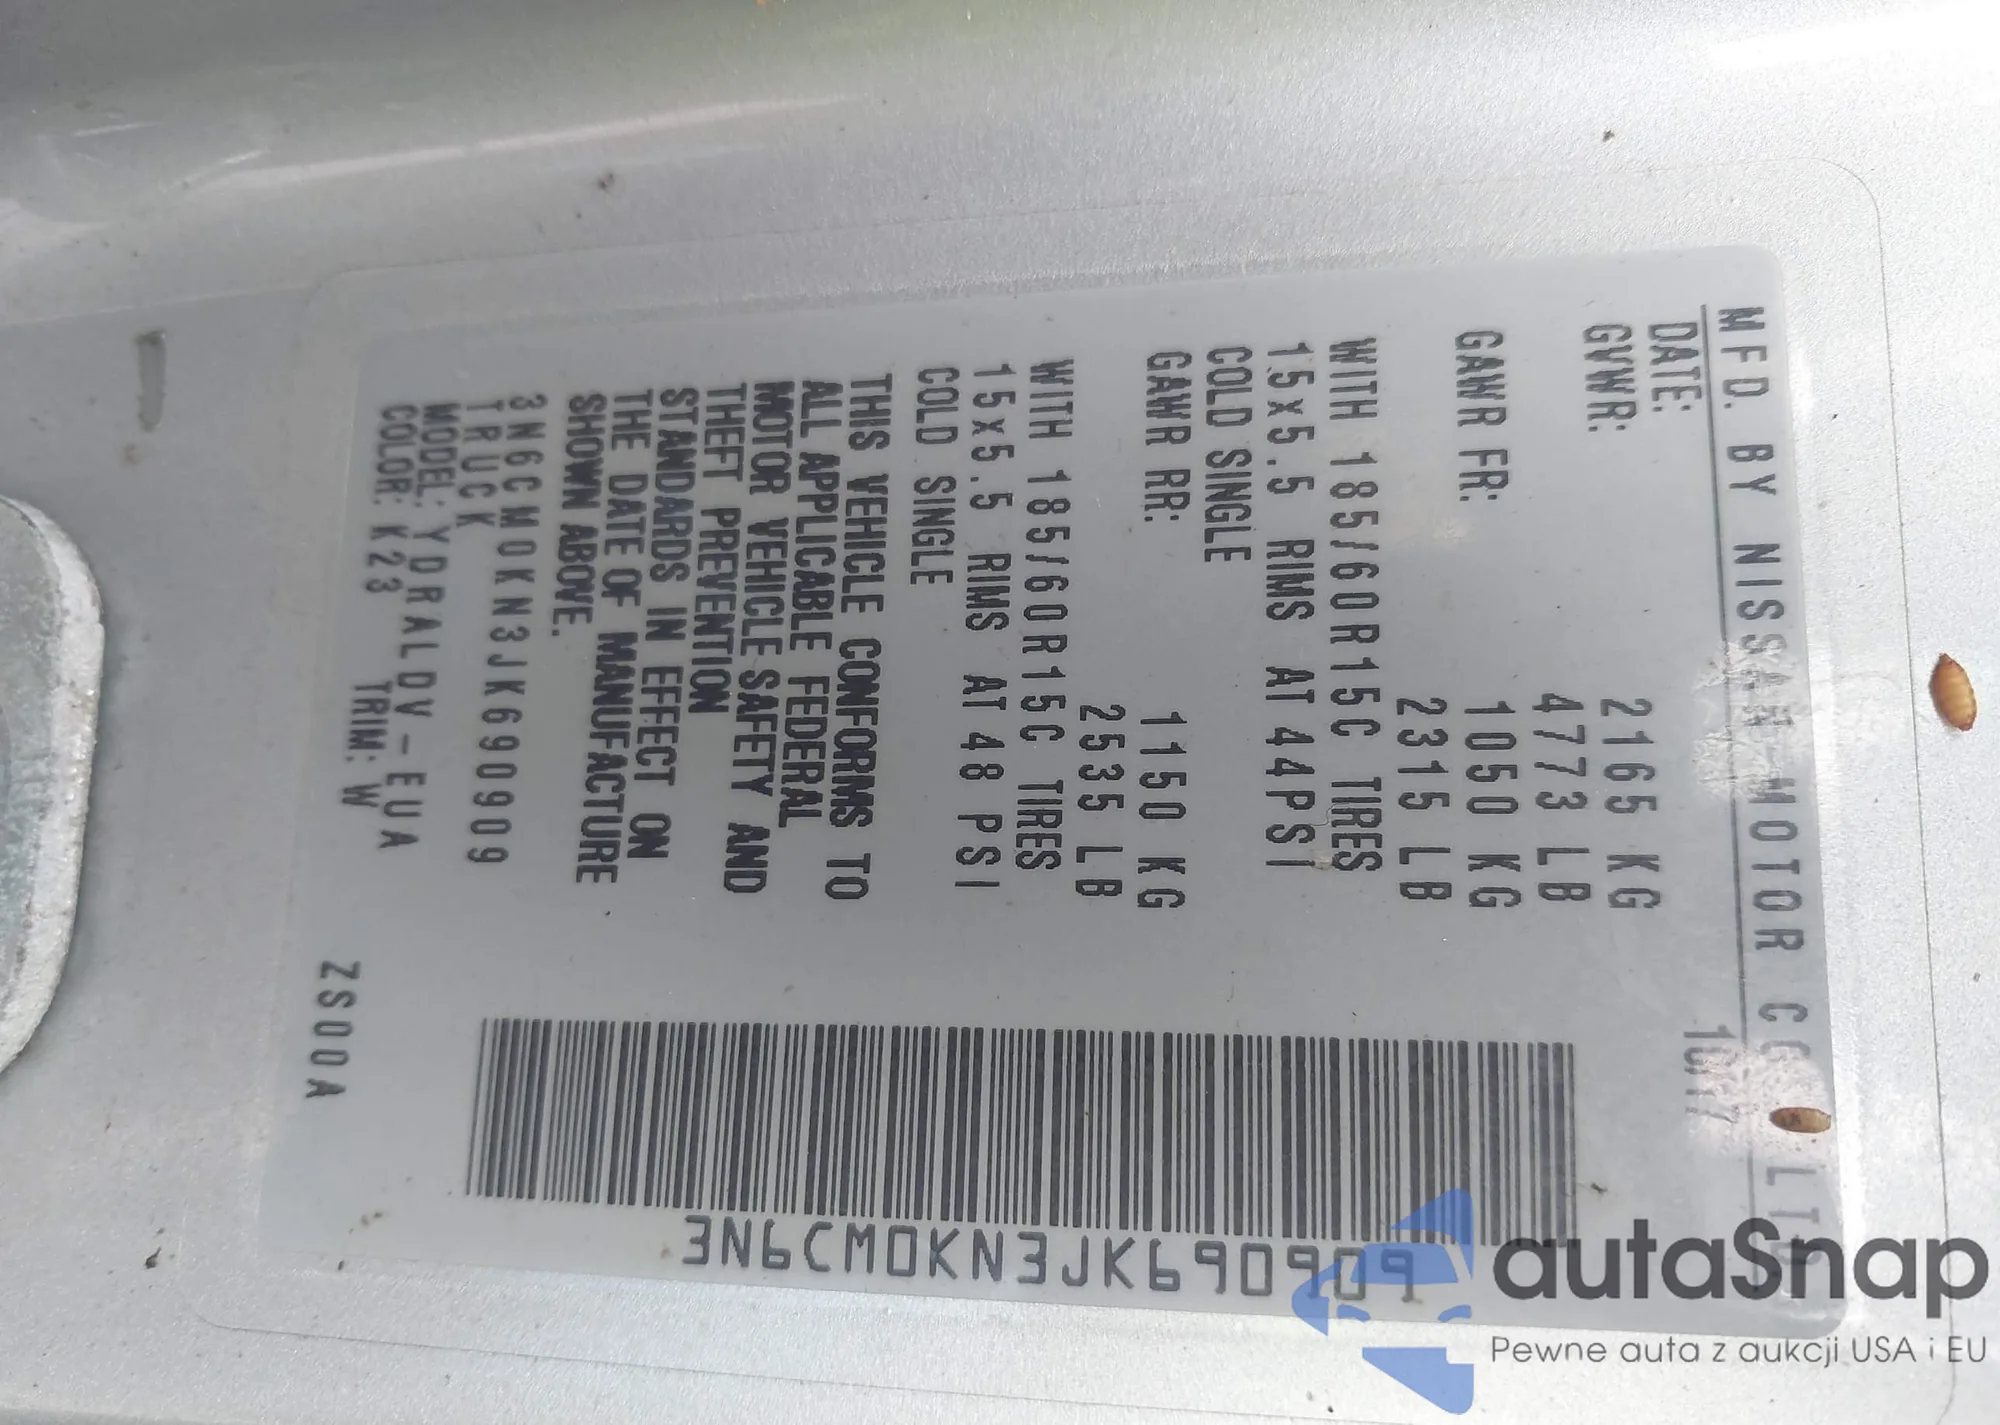 MFD. BY NISSAN MOTOR CO., LTD.
DATE: 10/17
GVWR: 2165 KG
4773 LB
GAWR FR: 1050 KG
2315 LB
WITH 185/60R15C TIRES
15x5.5 RIMS AT 44PSI
COLD SINGLE
GAWR RR: 1150 KG
2535 LB
WITH 185/60R15C TIRES
15x5.5 RIMS AT 48 PSI
COLD SINGLE
THIS VEHICLE CONFORMS TO
ALL APPLICABLE FEDERAL
MOTOR VEHICLE SAFETY AND
THEFT PREVENTION
STANDARDS IN EFFECT ON
THE DATE OF MANUFACTURE
SHOWN ABOVE.
3N6CM0KN3JK690909
TRUCK
MODEL: YDRALDV-EUA
COLOR: K23 TRIM: W
ZS00A
3N6CM0KN3JK690909
autaSnap
Pewne auta z aukcji USA i EU